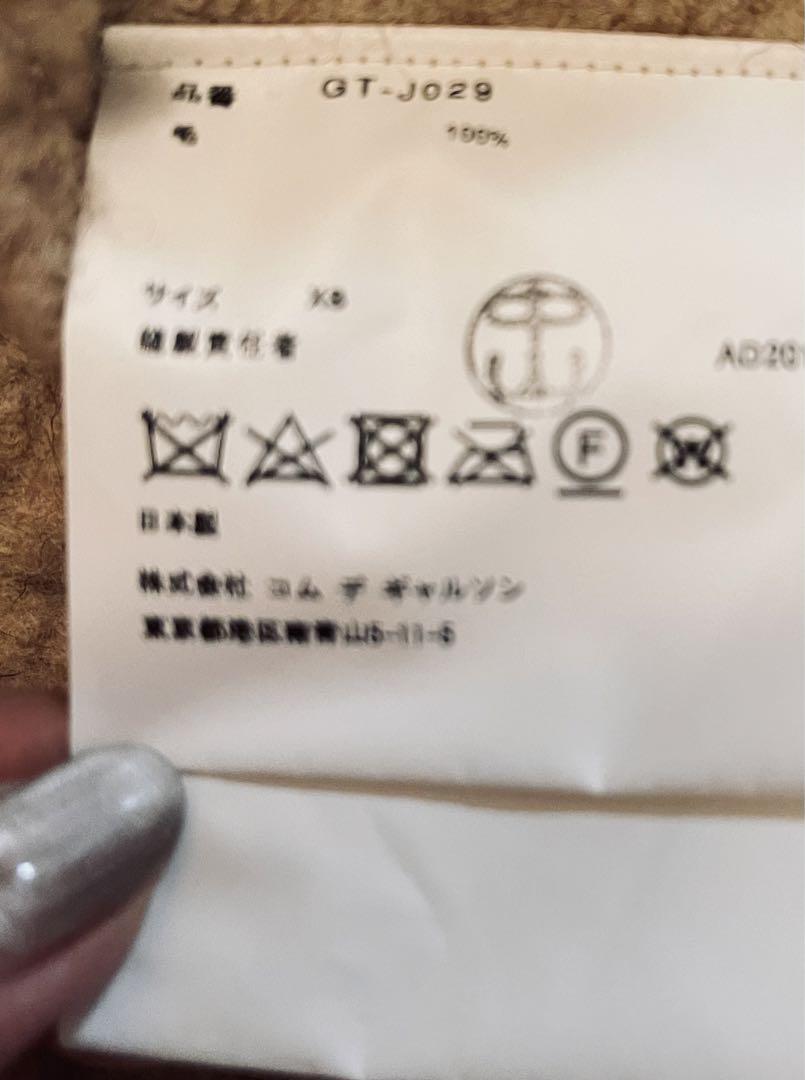 品番 GT-J029
毛 100%
サイズ XS
縫製責任者
AD201
F
W
日本製
株式会社 コム デ ギャルソン
東京都港区南青山5-11-5